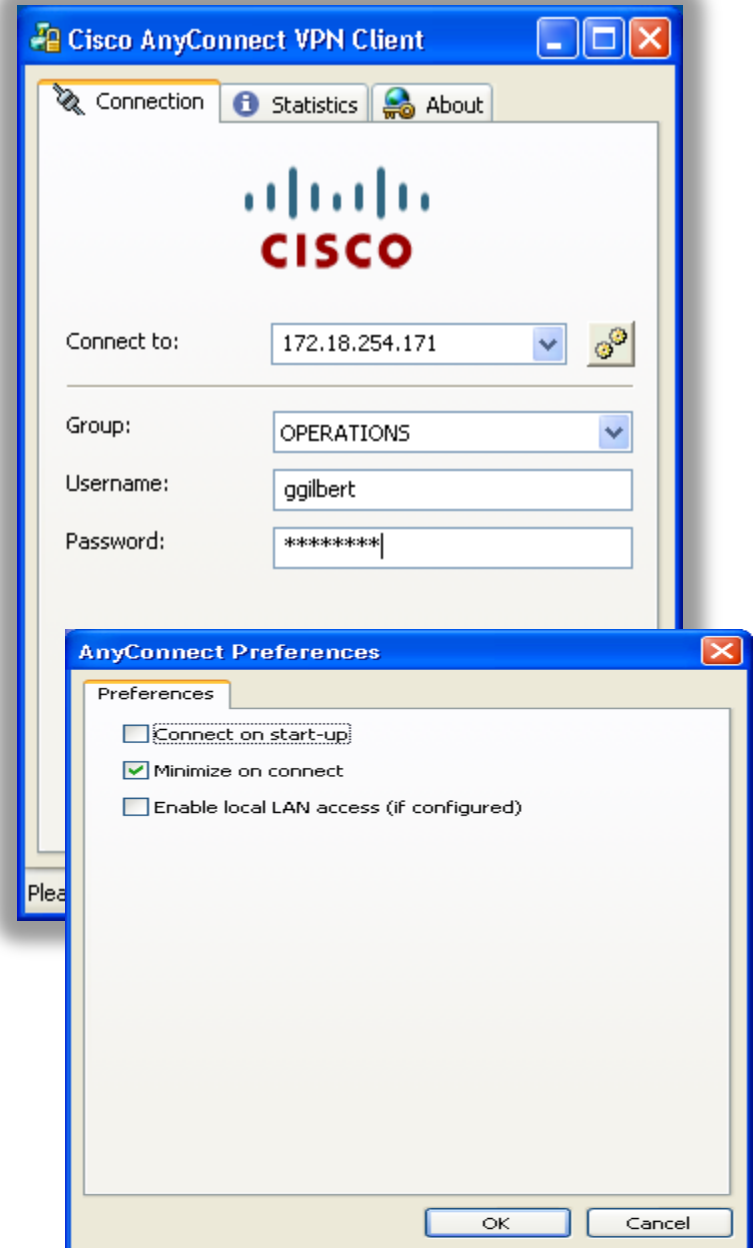 Cisco AnyConnect VPN Client
Connection Statistics About
CISCO
Connect to: 172.18.254.171
Group: OPERATIONS
Username: ggilbert
Password: ********
AnyConnect Preferences
Preferences
Connect on start-up
Minimize on connect
Enable local LAN access (if configured)
OK Cancel